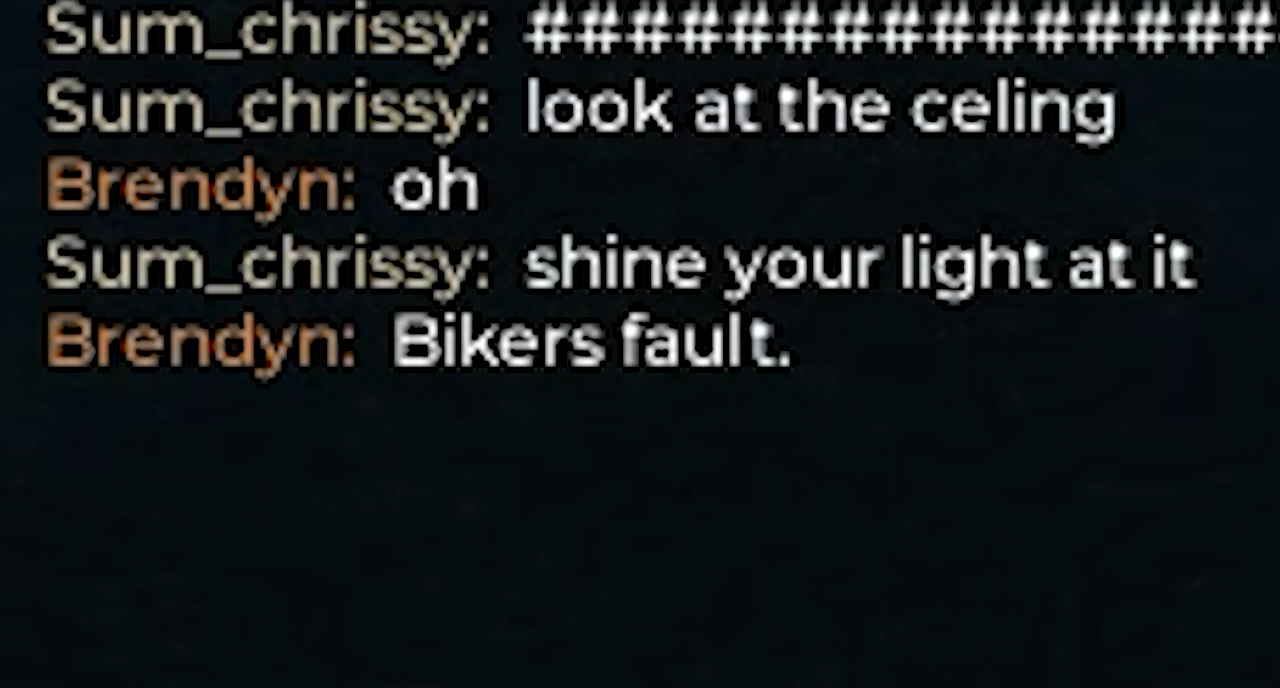 Sum_chrissy: ###############
Sum_chrissy: look at the celing
Brendyn: oh
Sum_chrissy: shine your light at it
Brendyn: Bikers fault.